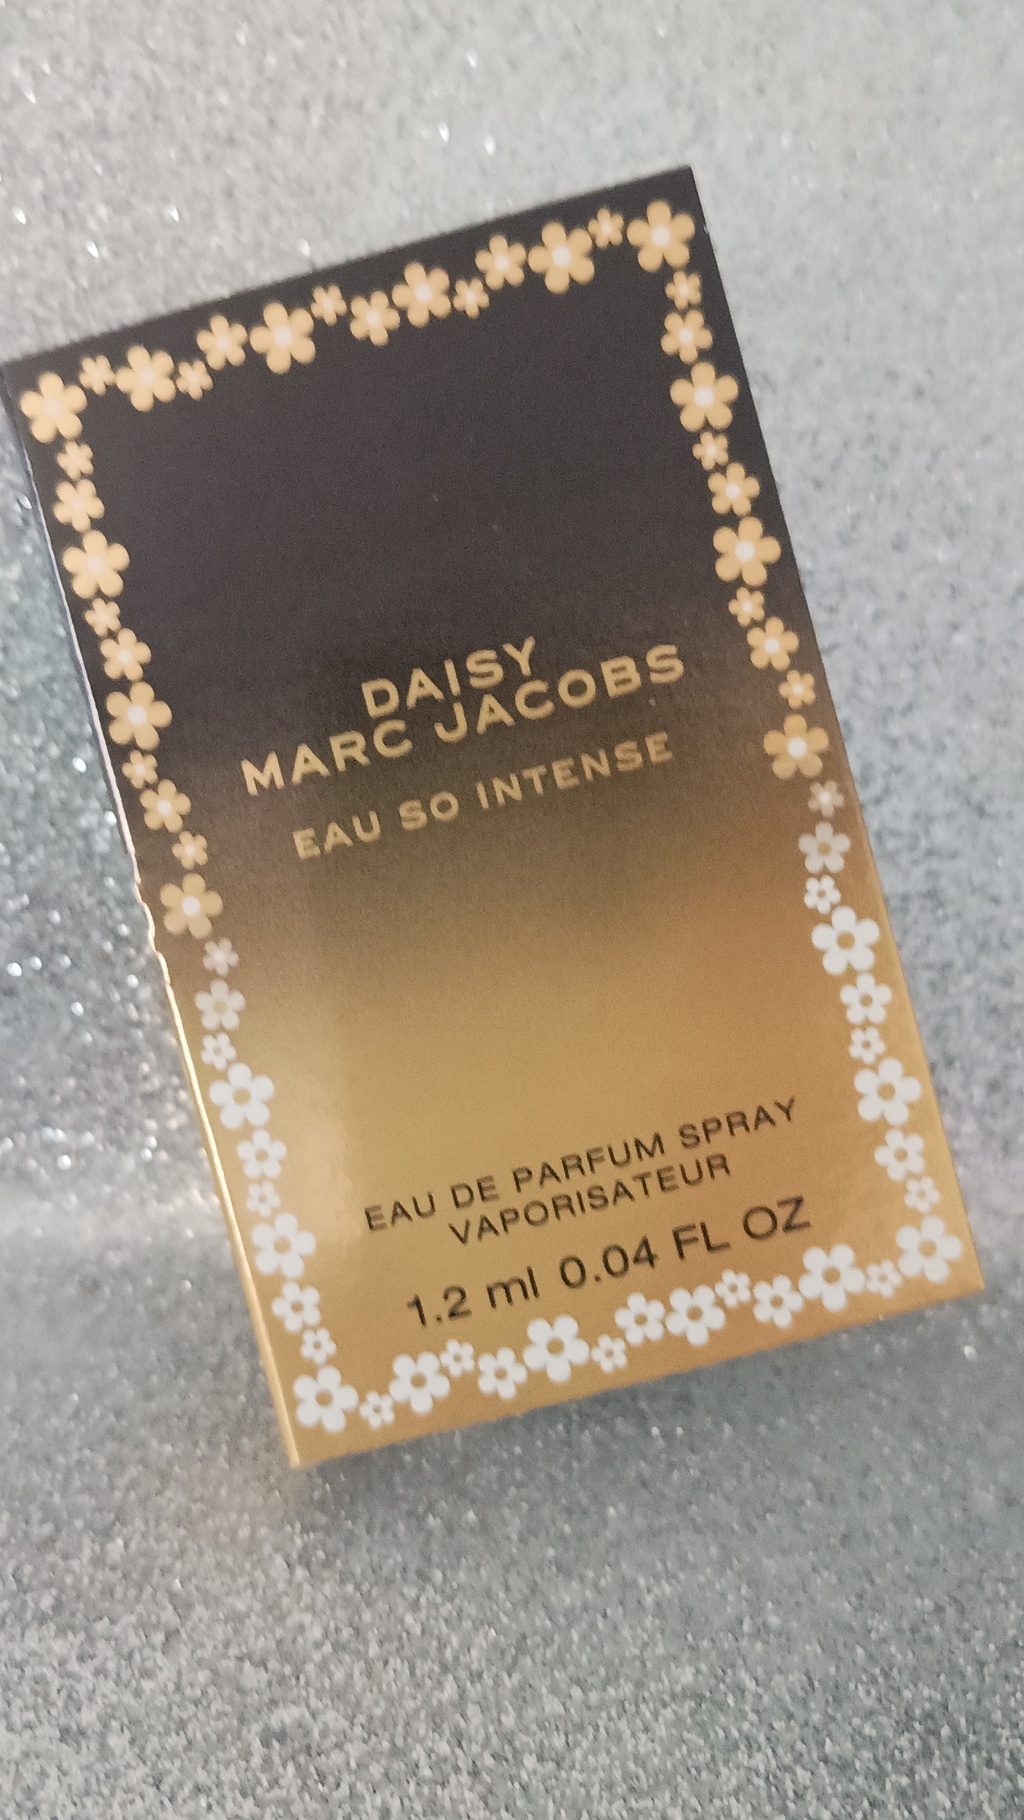 DAISY
MARC JACOBS
EAU SO INTENSE
EAU DE PARFUM SPRAY
VAPORISATEUR
1.2 ml 0.04 FL OZ